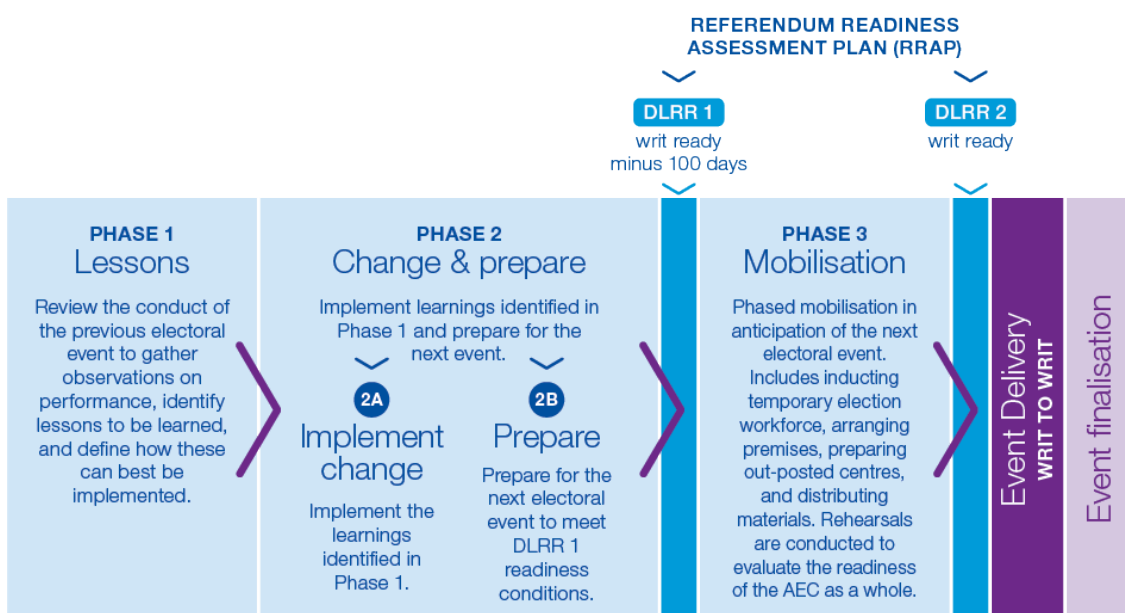 REFERENDUM READINESS
ASSESSMENT PLAN (RRAP)
DLRR 1
writ ready
minus 100 days
DLRR 2
writ ready
PHASE 1
Lessons
Review the conduct of
the previous electoral
event to gather
observations on
performance, identify
lessons to be learned,
and define how these
can best be
implemented.
PHASE 2
Change & prepare
Implement learnings identified in
Phase 1 and prepare for the
next event.
2A
Implement
change
Implement the
learnings
identified in
Phase 1.
2B
Prepare
Prepare for the
next electoral
event to meet
DLRR 1
readiness
conditions.
PHASE 3
Mobilisation
Phased mobilisation in
anticipation of the next
electoral event.
Includes inducting
temporary election
workforce, arranging
premises, preparing
out-posted centres,
and distributing
materials. Rehearsals
are conducted to
evaluate the readiness
of the AEC as a whole.
Event Delivery
WRIT TO WRIT
Event finalisation